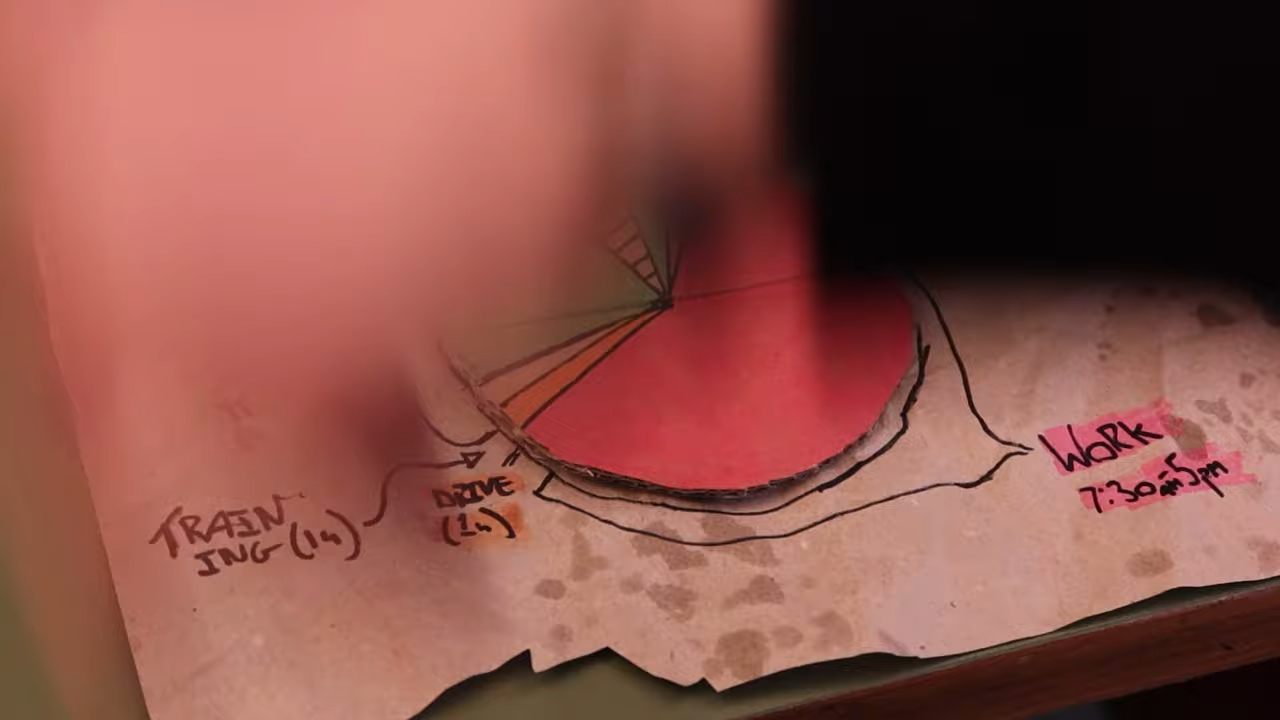 WORK
7:30am-5pm
DRIVE
(1h)
TRAIN-
ING (1h)